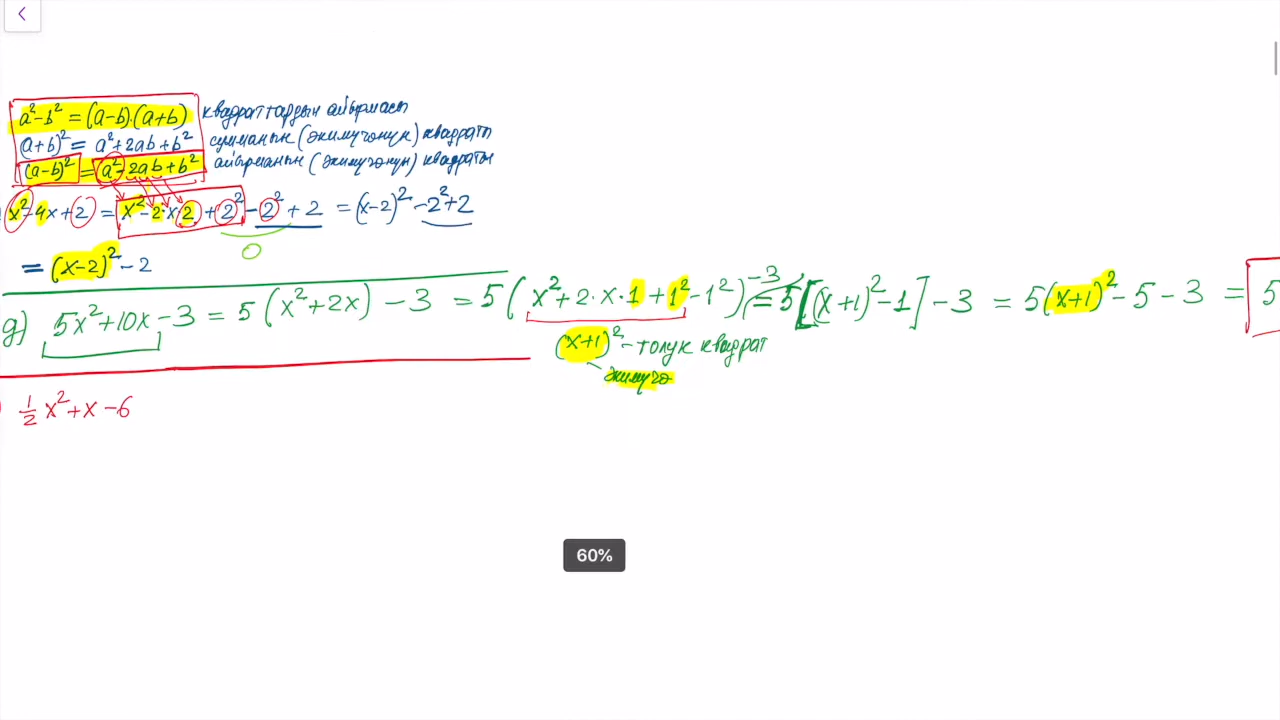 a² - b² = (a-b)·(a+b) квадраттардын айырмасы
(a+b)² = a² + 2ab + b² сумманын (экимүчөнүн) квадраты
(a-b)² = a² - 2ab + b² айырманын (экимүчөнүн) квадраты
x² - 4x + 2 = x² - 2·x·2 + 2² - 2² + 2 = (x-2)² - 2² + 2
0
= (x-2)² - 2
g) 5x² + 10x - 3 = 5(x² + 2x) - 3 = 5(x² + 2·x·1 + 1² - 1²) - 3 = 5[(x+1)² - 1] - 3 = 5(x+1)² - 5 - 3 = 5
(x+1)² - толук квадрат
экимүчө
) ½ x² + x - 6
60%